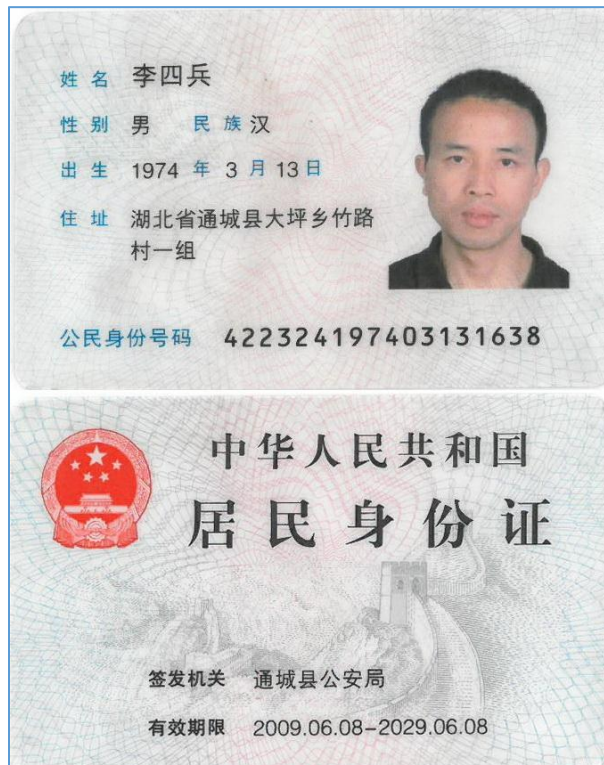 姓名 李四兵
性别 男 民族 汉
出生 1974 年 3 月 13 日
住址 湖北省通城县大坪乡竹路
村一组
公民身份号码 422324197403131638
中华人民共和国
居民身份证
签发机关 通城县公安局
有效期限 2009.06.08-2029.06.08